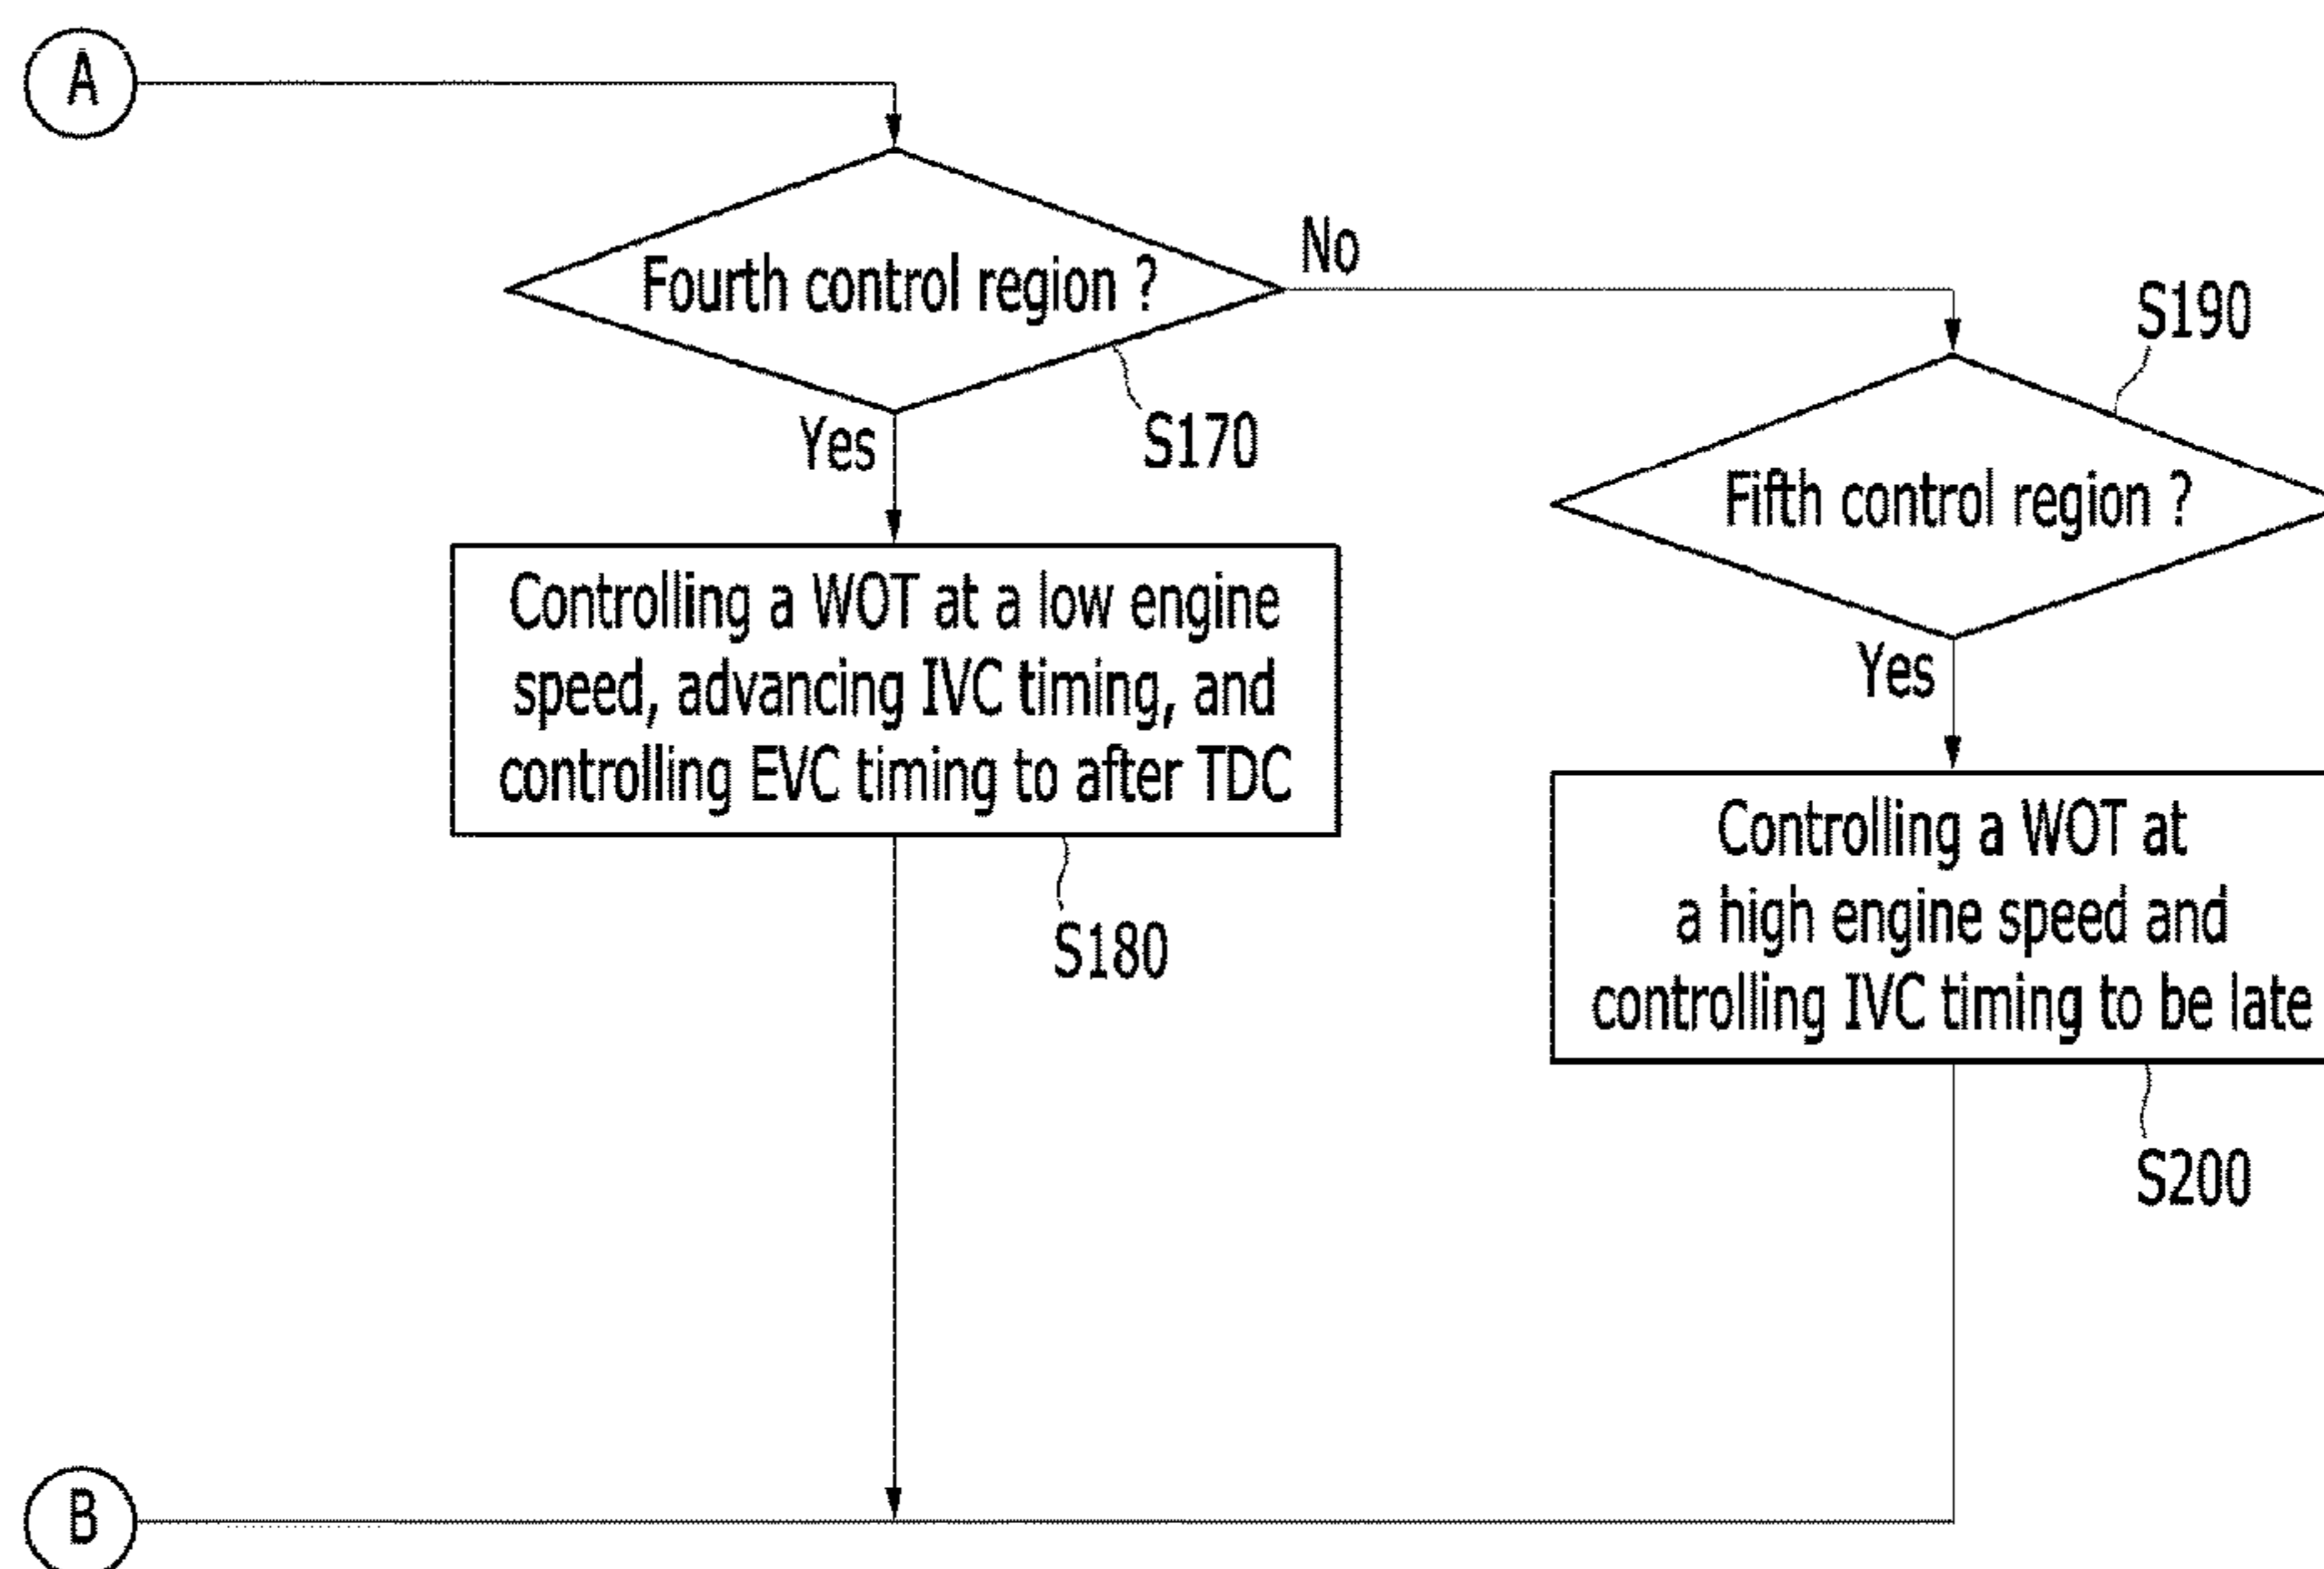 A
Fourth control region ?
No
S170
Yes
S190
Fifth control region ?
Yes
Controlling a WOT at a low engine
speed, advancing IVC timing, and
controlling EVC timing to after TDC
S180
Controlling a WOT at
a high engine speed and
controlling IVC timing to be late
S200
B